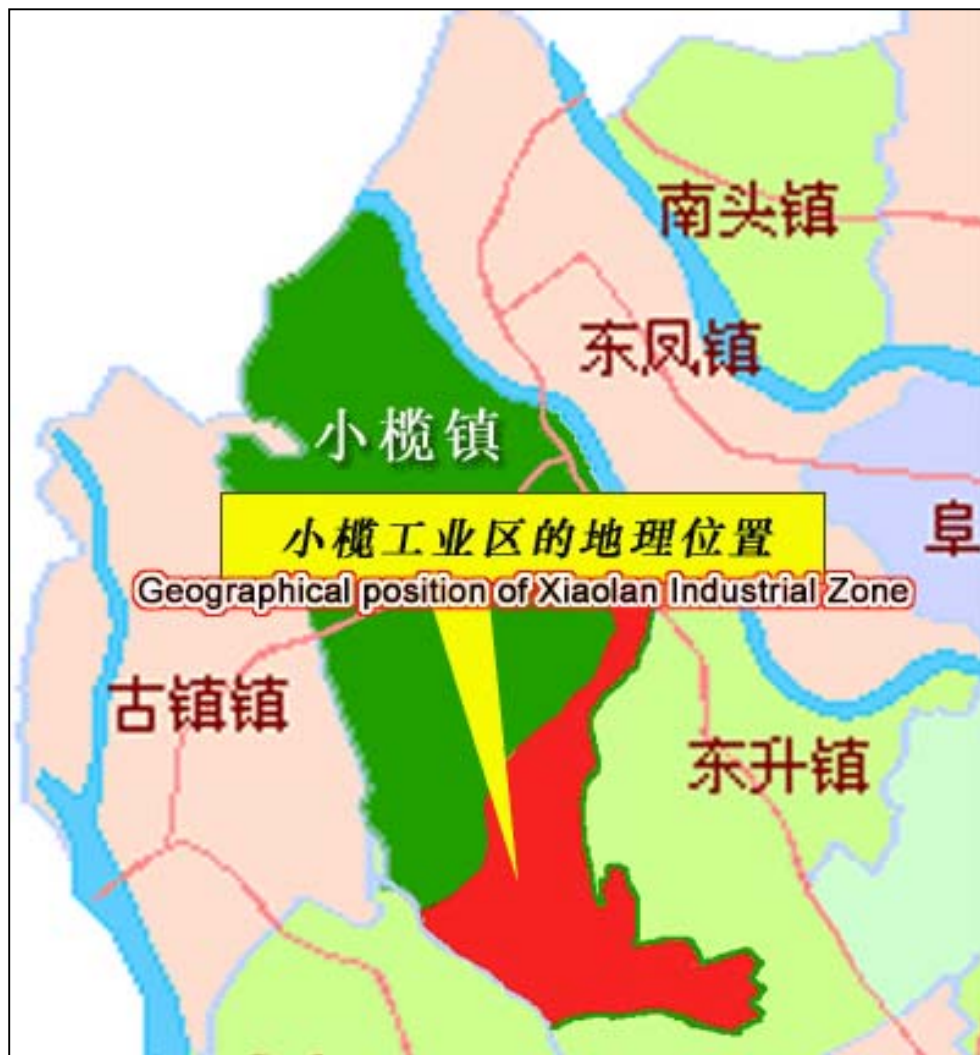 南头镇
东凤镇
小榄镇
小榄工业区的地理位置
阜
Geographical position of Xiaolan Industrial Zone
古镇镇
东升镇